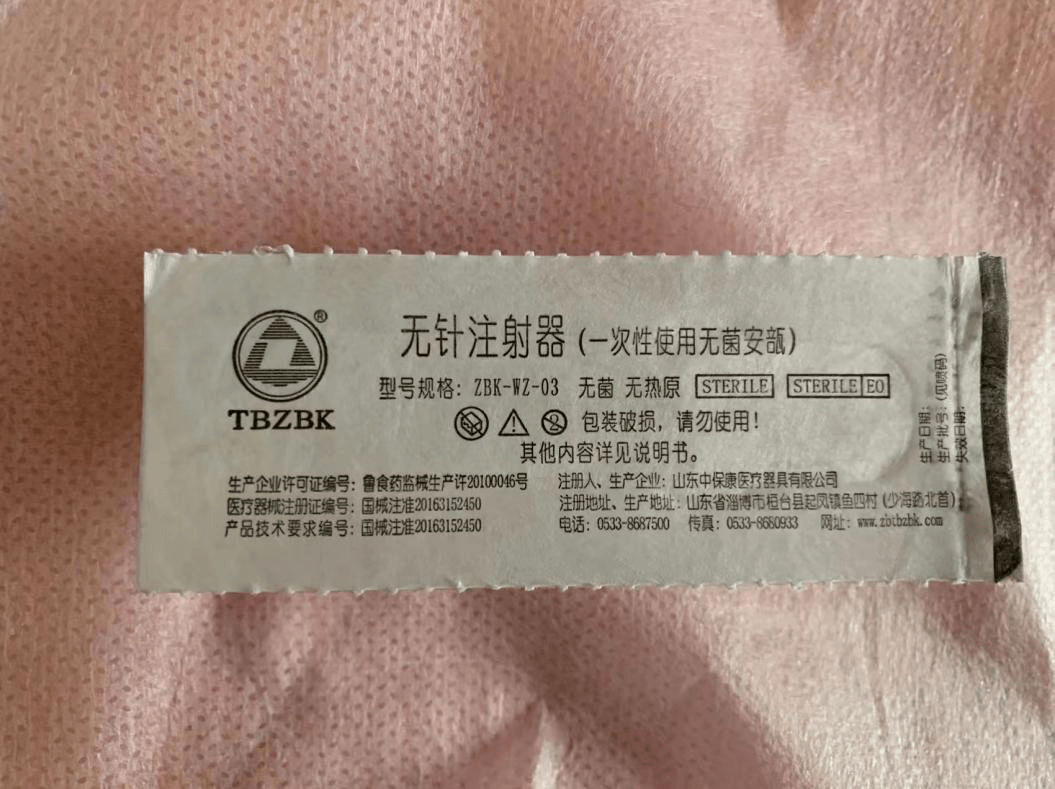 ®
TBZBK
无针注射器 (一次性使用无菌安瓿)
型号规格: ZBK-WZ-03 无菌 无热原 STERILE STERILE EO
包装破损, 请勿使用!
其他内容详见说明书。
生产企业许可证编号: 鲁食药监械生产许20100046号
医疗器械注册证编号: 国械注准20163152450
产品技术要求编号: 国械注准20163152450
注册人、生产企业: 山东中保康医疗器具有限公司
注册地址、生产地址: 山东省淄博市桓台县起凤镇鱼四村 (少海路北首)
电话: 0533-8687500 传真: 0533-8680933 网址: www.zbtbzbk.com
生产日期:
生产批号: (见喷码)
失效日期: